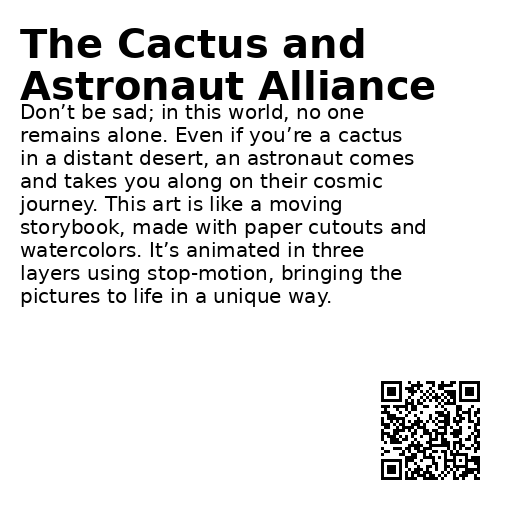 The Cactus and
Astronaut Alliance
Don’t be sad; in this world, no one
remains alone. Even if you’re a cactus
in a distant desert, an astronaut comes
and takes you along on their cosmic
journey. This art is like a moving
storybook, made with paper cutouts and
watercolors. It’s animated in three
layers using stop-motion, bringing the
pictures to life in a unique way.